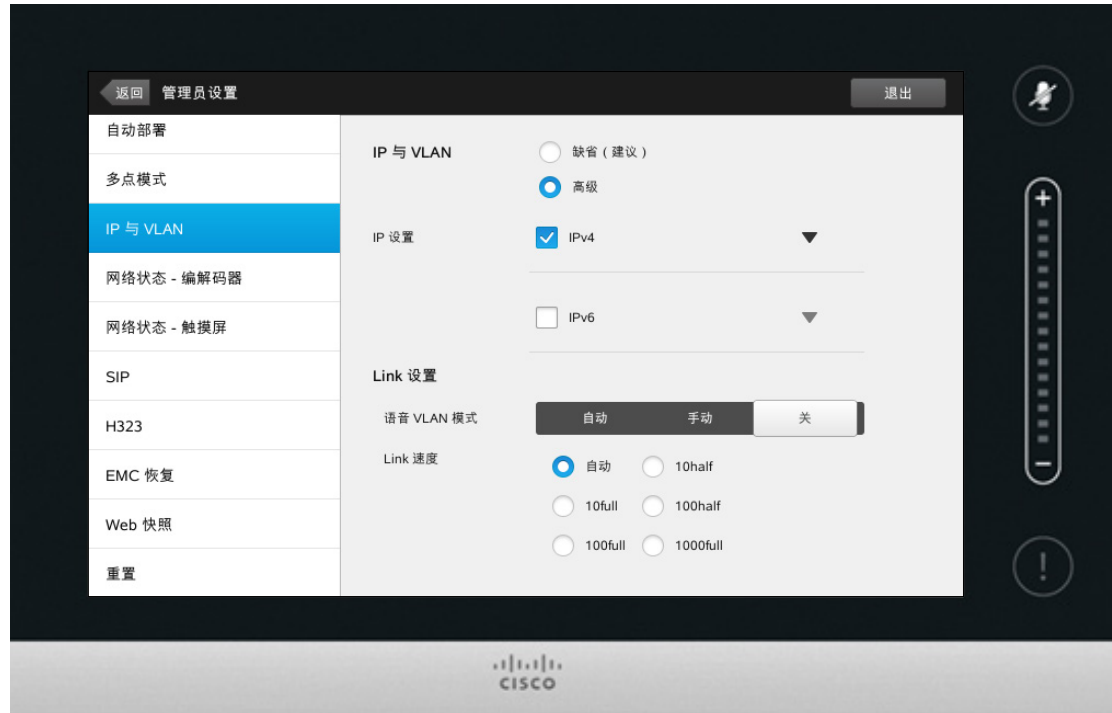 返回 管理员设置 退出
自动部署
多点模式
IP 与 VLAN
网络状态 - 编解码器
网络状态 - 触摸屏
SIP
H323
EMC 恢复
Web 快照
重置
IP 与 VLAN
缺省 ( 建议 )
高级
IP 设置
IPv4
IPv6
Link 设置
语音 VLAN 模式
自动 手动 关
Link 速度
自动 10half
10full 100half
100full 1000full
CISCO